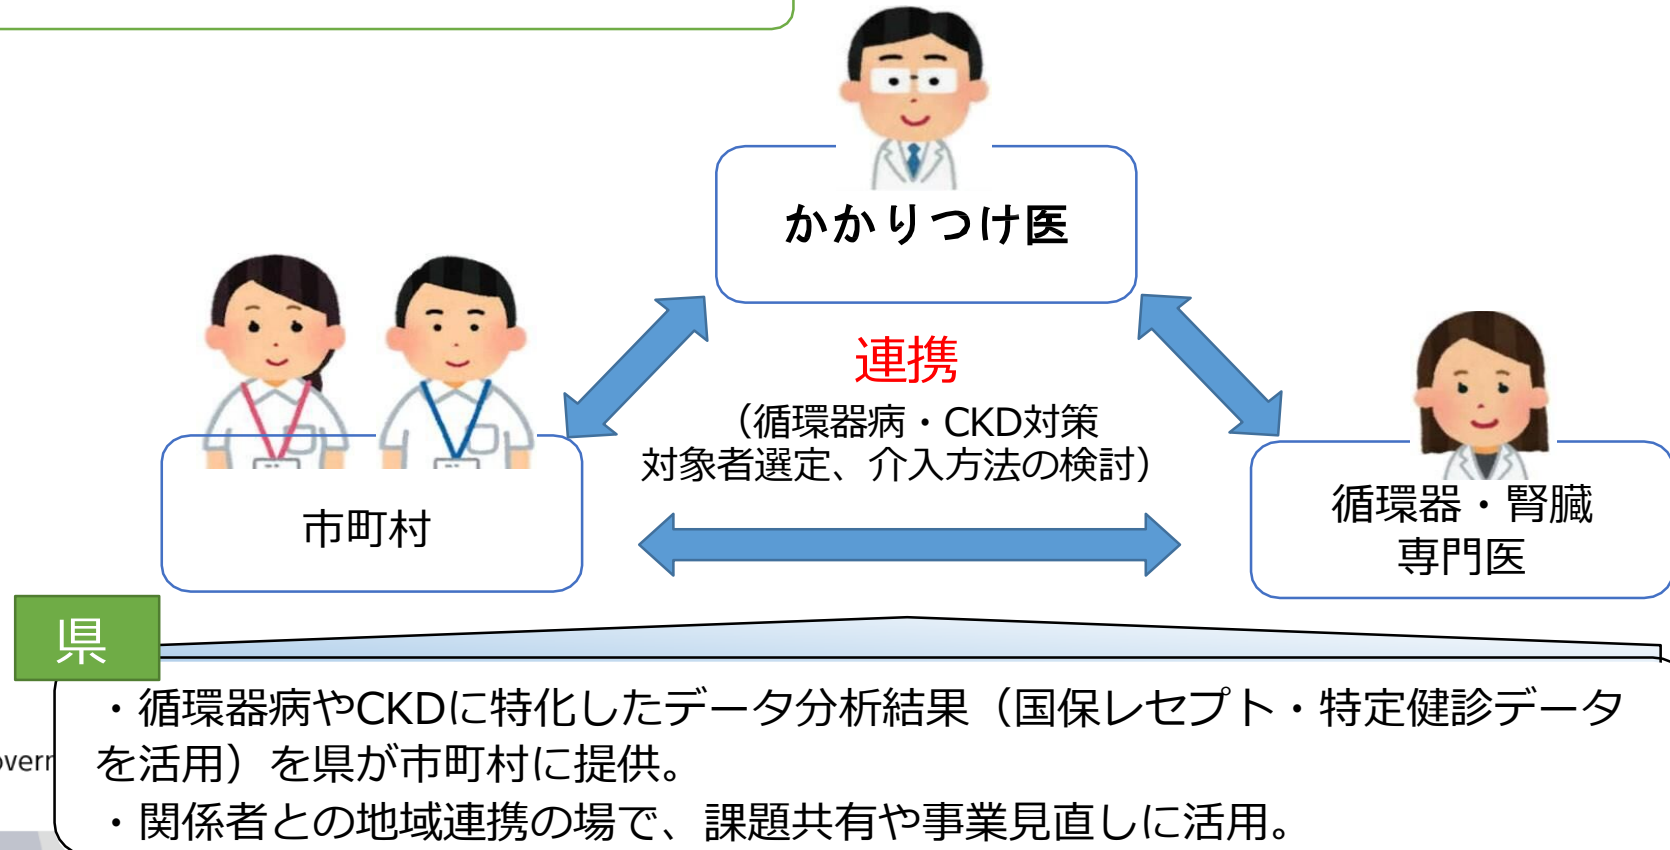 かかりつけ医
連携
（循環器病・CKD対策
対象者選定、介入方法の検討）
市町村
循環器・腎臓
専門医
県
・循環器病やCKDに特化したデータ分析結果（国保レセプト・特定健診データ
を活用）を県が市町村に提供。
・関係者との地域連携の場で、課題共有や事業見直しに活用。